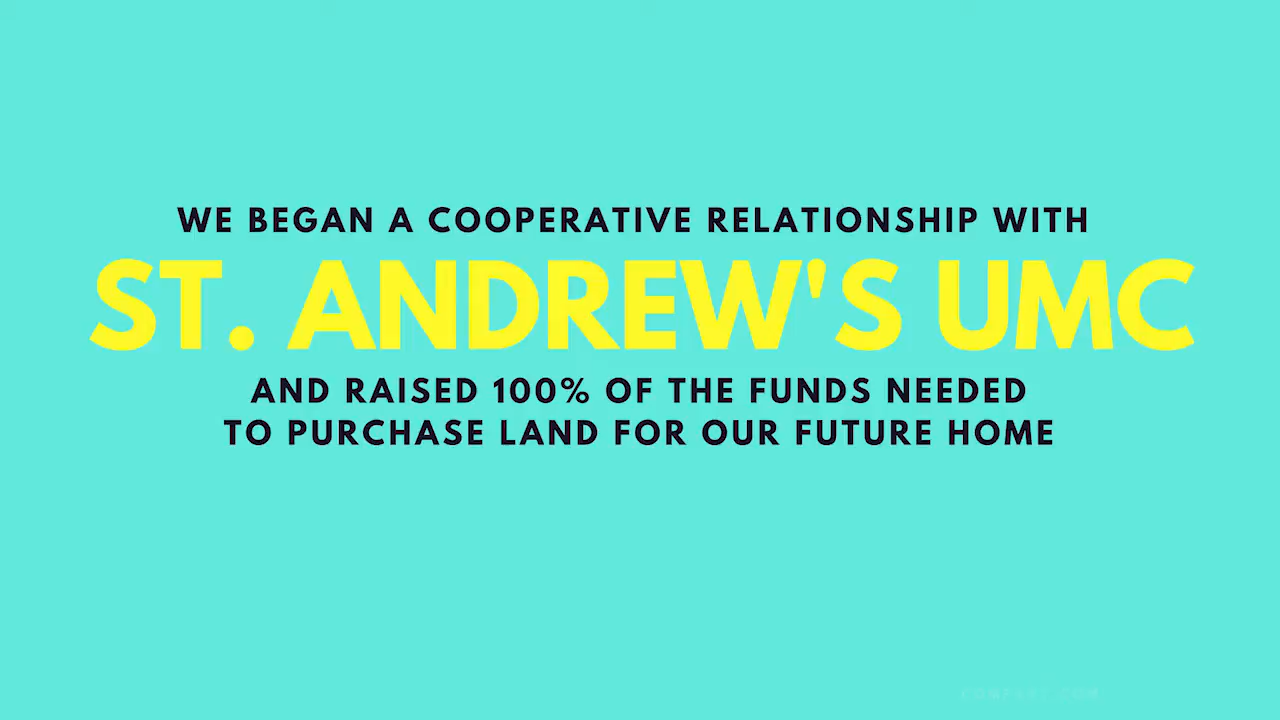 WE BEGAN A COOPERATIVE RELATIONSHIP WITH
ST. ANDREW'S UMC
AND RAISED 100% OF THE FUNDS NEEDED
TO PURCHASE LAND FOR OUR FUTURE HOME